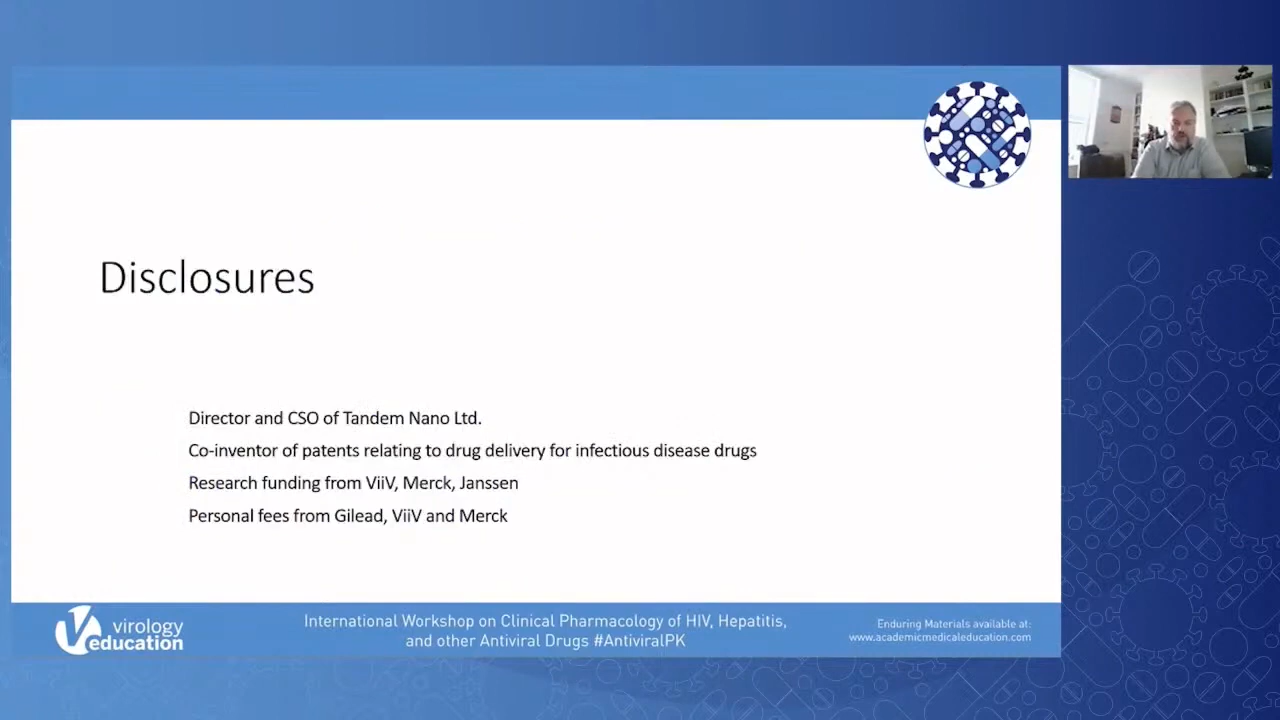 Disclosures
Director and CSO of Tandem Nano Ltd.
Co-inventor of patents relating to drug delivery for infectious disease drugs
Research funding from ViiV, Merck, Janssen
Personal fees from Gilead, ViiV and Merck
virology
education
International Workshop on Clinical Pharmacology of HIV, Hepatitis,
and other Antiviral Drugs #AntiviralPK
Enduring Materials available at:
www.academicmedicaleducation.com